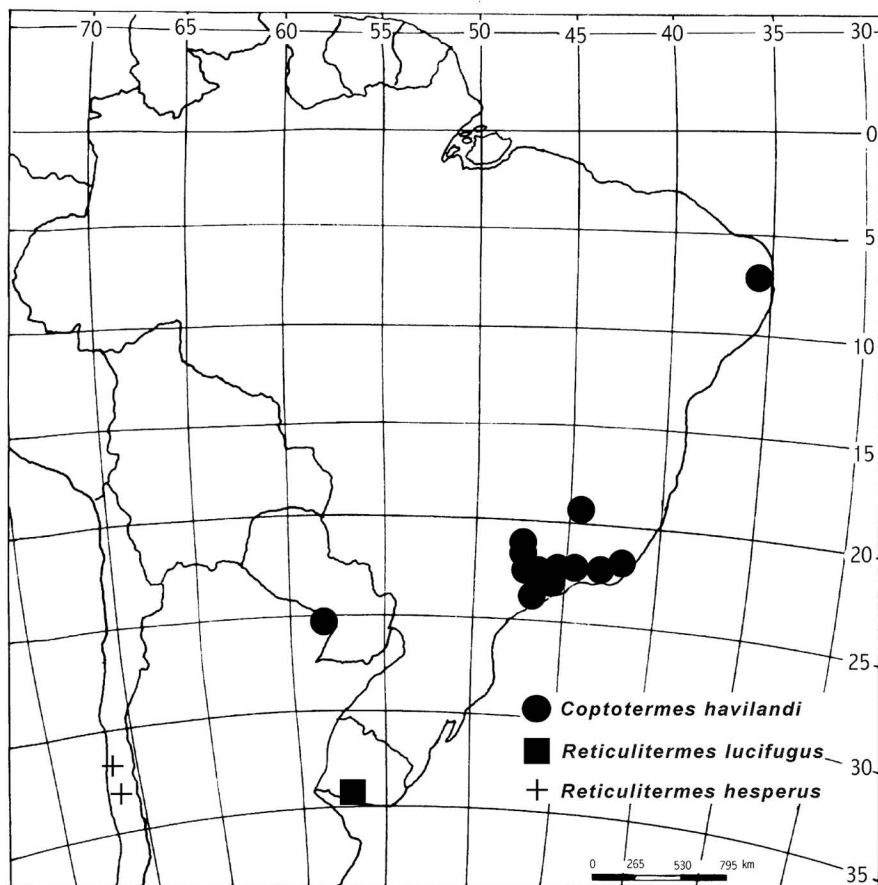 70 65 60 55 50 45 40 35 30
0
5
10
15
20
25
Coptotermes havilandi
Reticulitermes lucifugus
30
Reticulitermes hesperus
0 265 530 795 km
35